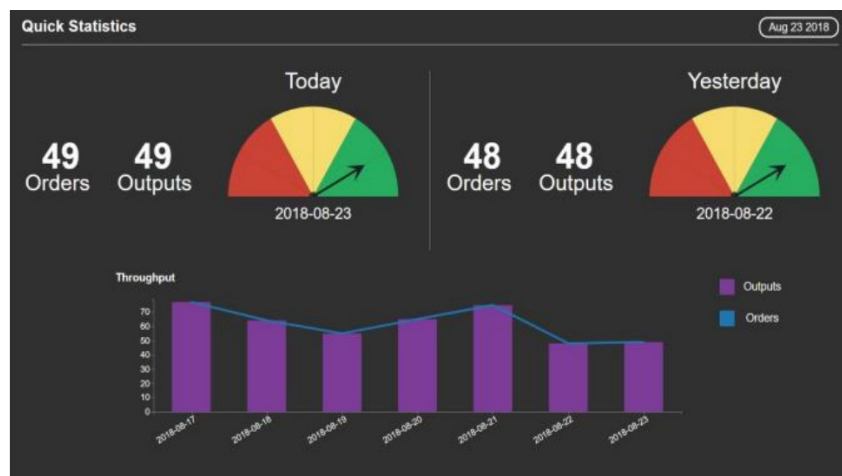 Quick Statistics
Aug 23 2018
Today
49
Orders
49
Outputs
2018-08-23
Yesterday
48
Orders
48
Outputs
2018-08-22
Throughput
70
60
50
40
30
20
10
0
2018-08-17
2018-08-18
2018-08-19
2018-08-20
2018-08-21
2018-08-22
2018-08-23
Outputs
Orders